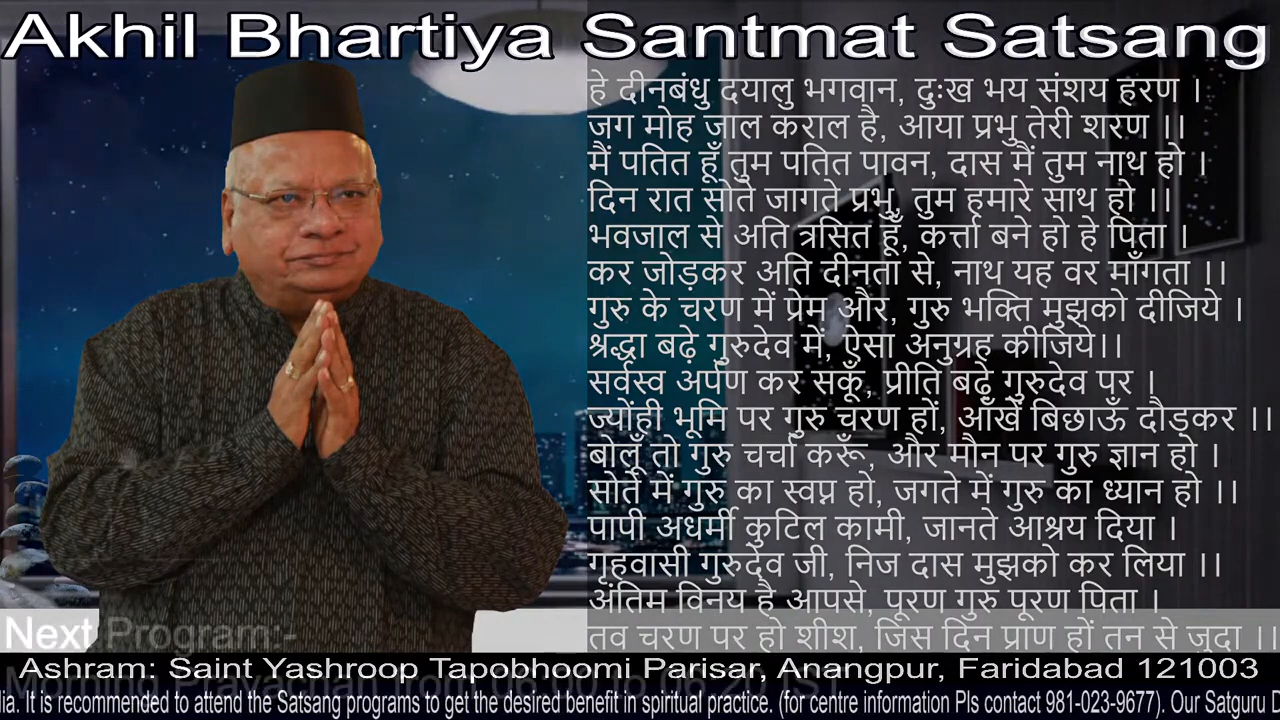 Akhil Bhartiya Santmat Satsang
हे दीनबंधु दयालु भगवान, दुःख भय संशय हरण ।
जग मोह जाल कराल है, आया प्रभु तेरी शरण ।।
मैं पतित हूँ तुम पतित पावन, दास मैं तुम नाथ हो ।
दिन रात सोते जागते प्रभु, तुम हमारे साथ हो ।।
भवजाल से अति त्रसित हूँ, कर्त्ता बने हो हे पिता ।
कर जोड़कर अति दीनता से, नाथ यह वर माँगता ।।
गुरु के चरण में प्रेम और, गुरु भक्ति मुझको दीजिये ।
श्रद्धा बढ़े गुरुदेव में, ऐसा अनुग्रह कीजिये।।
सर्वस्व अर्पण कर सकूँ, प्रीति बढ़े गुरुदेव पर ।
ज्योंही भूमि पर गुरु चरण हों, आँखें बिछाऊँ दौड़कर ।।
बोलूँ तो गुरु चर्चा करूँ, और मौन पर गुरु ज्ञान हो ।
सोते में गुरु का स्वप्न हो, जगते में गुरु का ध्यान हो ।।
पापी अधर्मी कुटिल कामी, जानते आश्रय दिया ।
गृहवासी गुरुदेव जी, निज दास मुझको कर लिया ।।
अंतिम विनय है आपसे, पूरण गुरु पूरण पिता ।
तव चरण पर हो शीश, जिस दिन प्राण हों तन से जुदा ।।
Next Program:-
Ashram: Saint Yashroop Tapobhoomi Parisar, Anangpur, Faridabad 121003
lia. It is recommended to attend the Satsang programs to get the desired benefit in spiritual practice. (for centre information Pls contact 981-023-9677). Our Satguru D